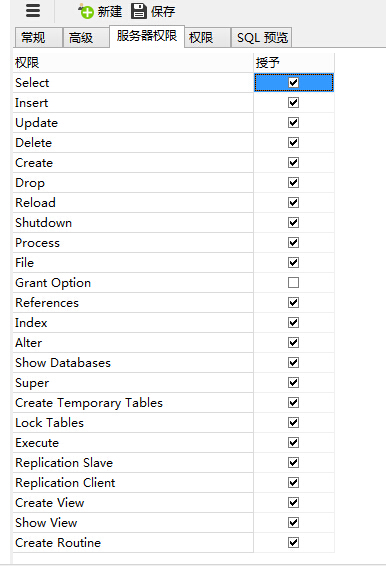 新建 保存
常规 高级 服务器权限 权限 SQL 预览
权限 授予
Select
Insert
Update
Delete
Create
Drop
Reload
Shutdown
Process
File
Grant Option
References
Index
Alter
Show Databases
Super
Create Temporary Tables
Lock Tables
Execute
Replication Slave
Replication Client
Create View
Show View
Create Routine